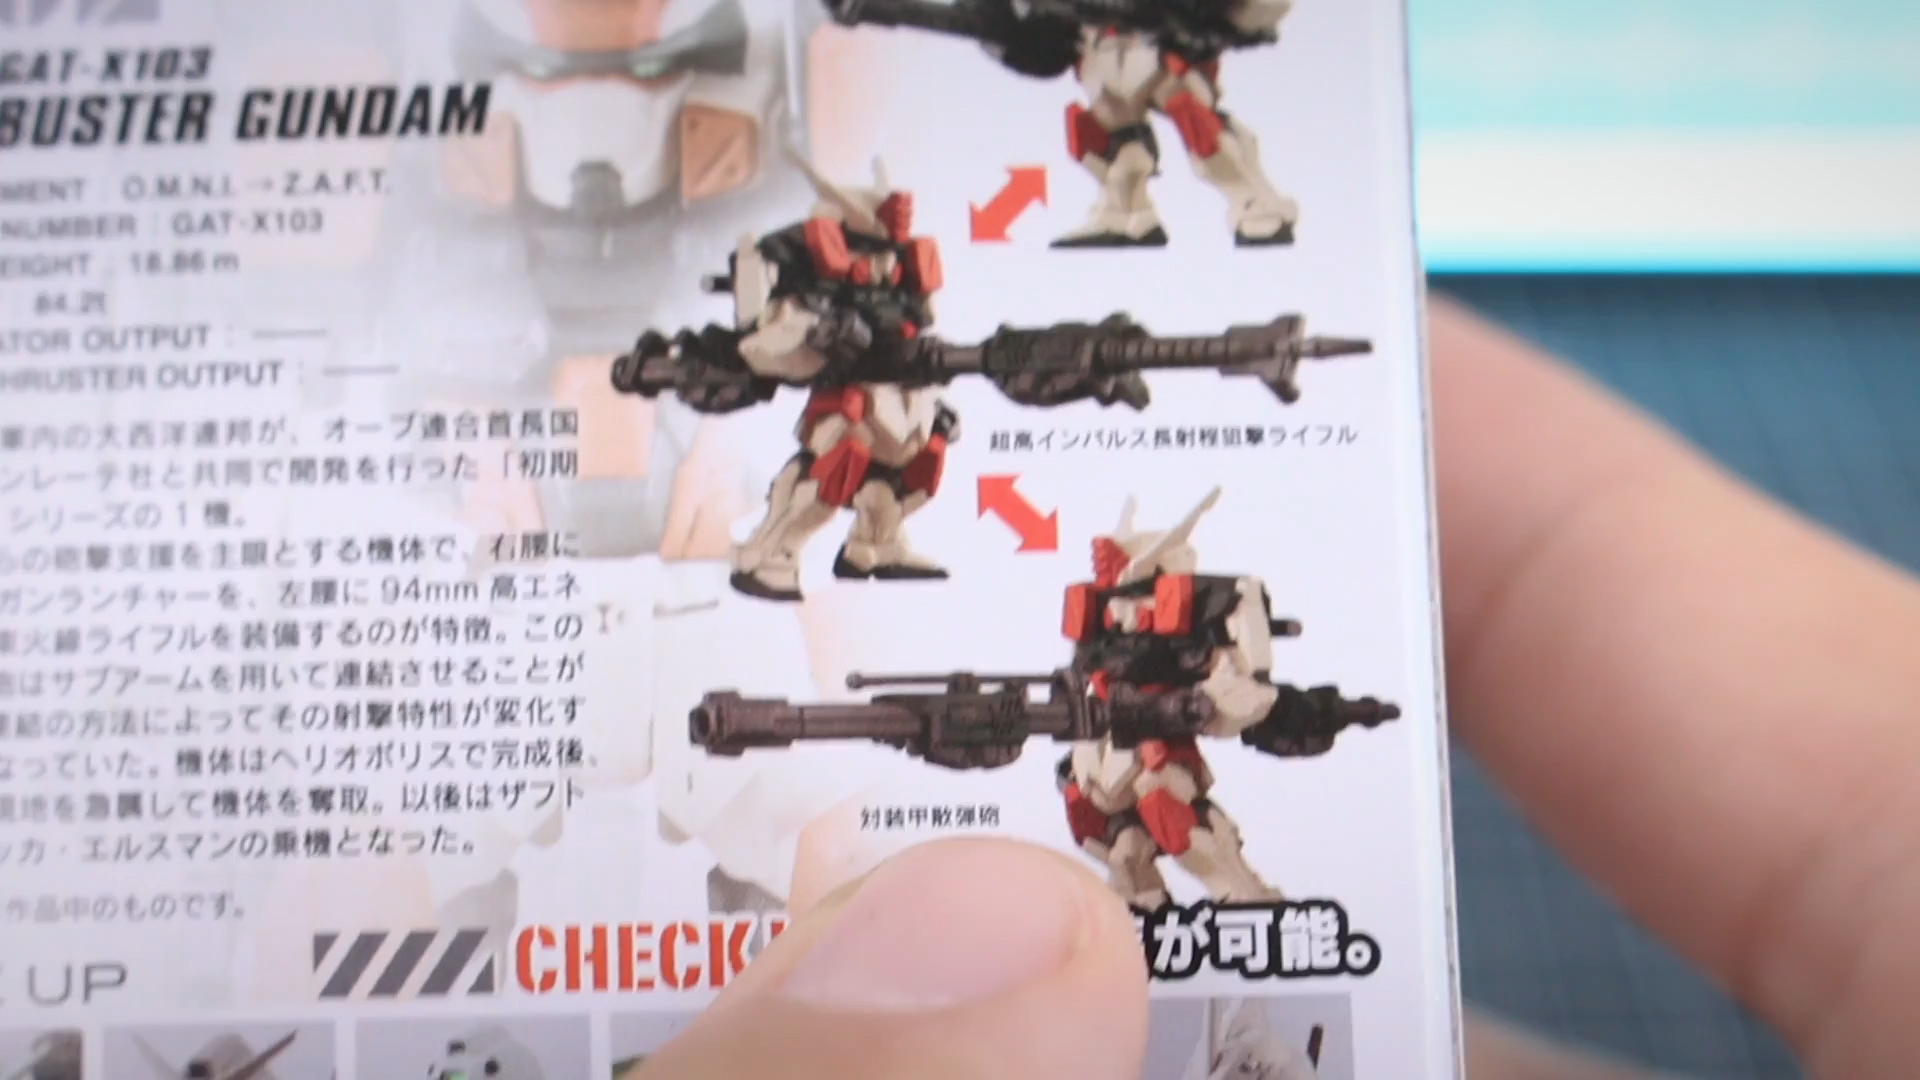 GAT-X103
BUSTER GUNDAM
MENT : O.M.N.I. → Z.A.F.T.
NUMBER : GAT-X103
EIGHT : 18.86 m
84.2t
ATOR OUTPUT : ——
HRUSTER OUTPUT : ——
軍内の大西洋連邦が、オーブ連合首長国
ンレーテ社と共同で開発を行った「初期
シリーズの1機。
らの砲撃支援を主眼とする機体で、右腰に
ガンランチャーを、左腰に94mm高エネ
束火線ライフルを装備するのが特徴。この
はサブアームを用いて連結させることが
連結の方法によってその射撃特性が変化す
なっていた。機体はヘリオポリスで完成後、
現地を急襲して機体を奪取。以後はザフト
ッカ・エルスマンの乗機となった。
作品中のものです。
超高インパルス長射程狙撃ライフル
対装甲散弾砲
CHECK!
が可能。
UP